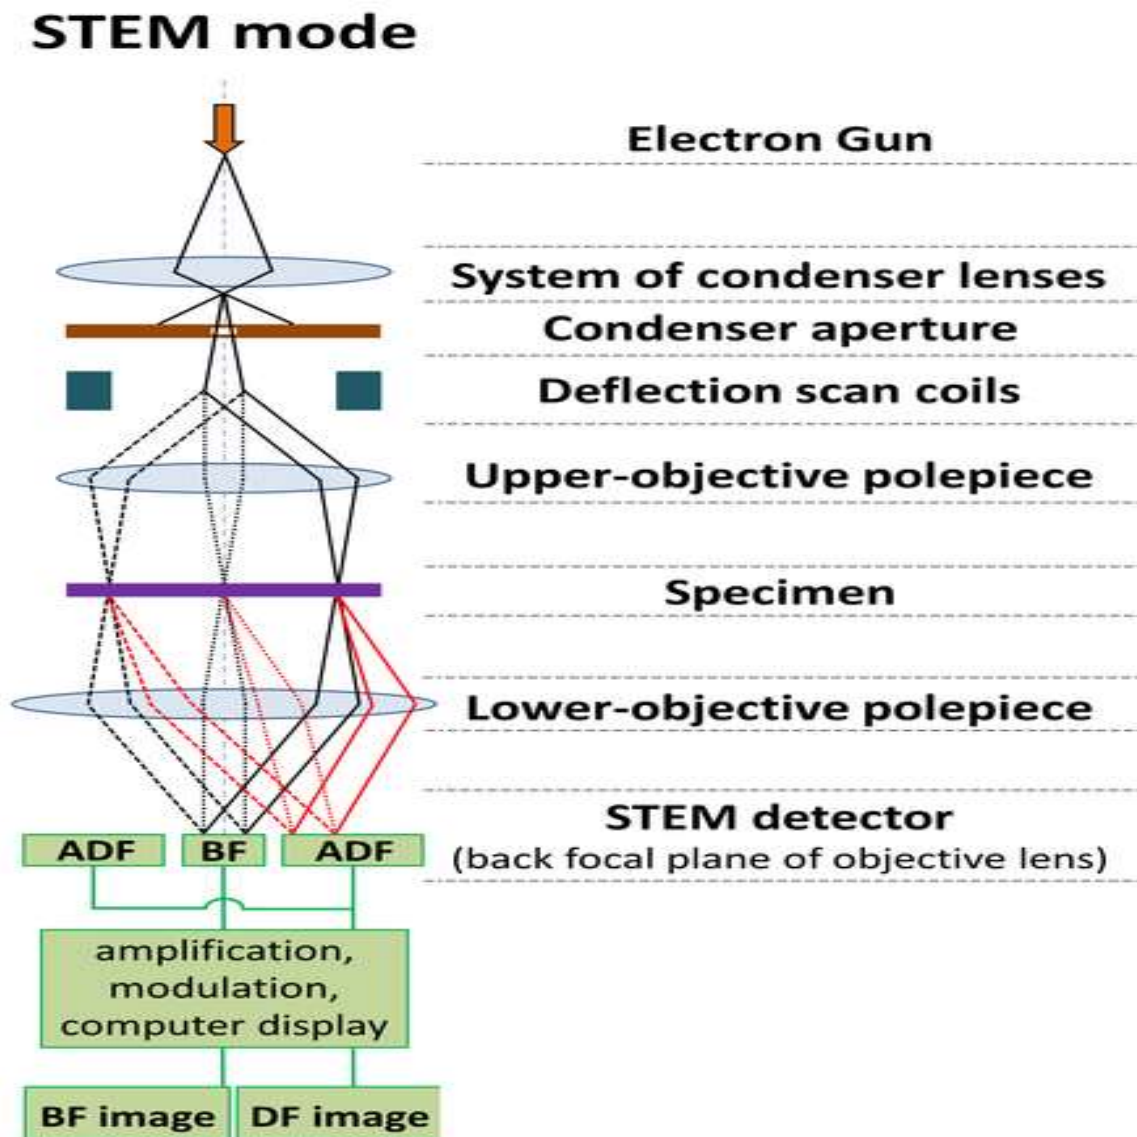 STEM mode
Electron Gun
System of condenser lenses
Condenser aperture
Deflection scan coils
Upper-objective polepiece
Specimen
Lower-objective polepiece
STEM detector
(back focal plane of objective lens)
ADF
BF
ADF
amplification,
modulation,
computer display
BF image
DF image